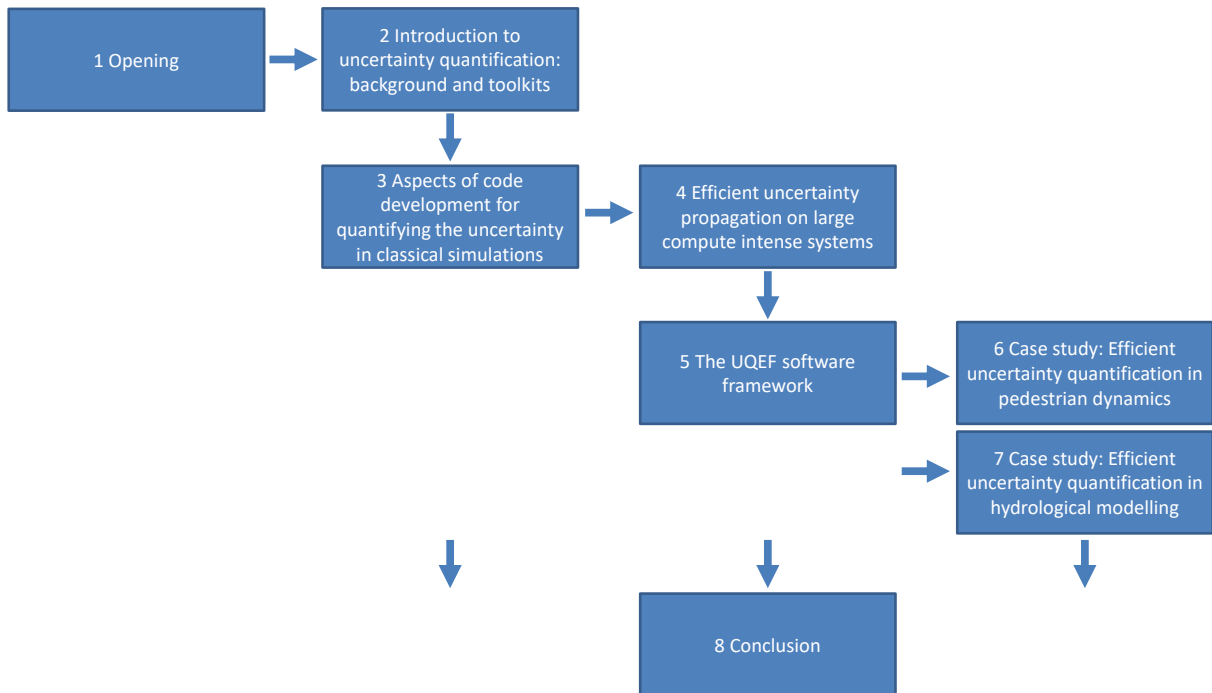 1 Opening
2 Introduction to
uncertainty quantification:
background and toolkits
3 Aspects of code
development for
quantifying the uncertainty
in classical simulations
4 Efficient uncertainty
propagation on large
compute intense systems
5 The UQEF software
framework
6 Case study: Efficient
uncertainty quantification in
pedestrian dynamics
7 Case study: Efficient
uncertainty quantification in
hydrological modelling
8 Conclusion